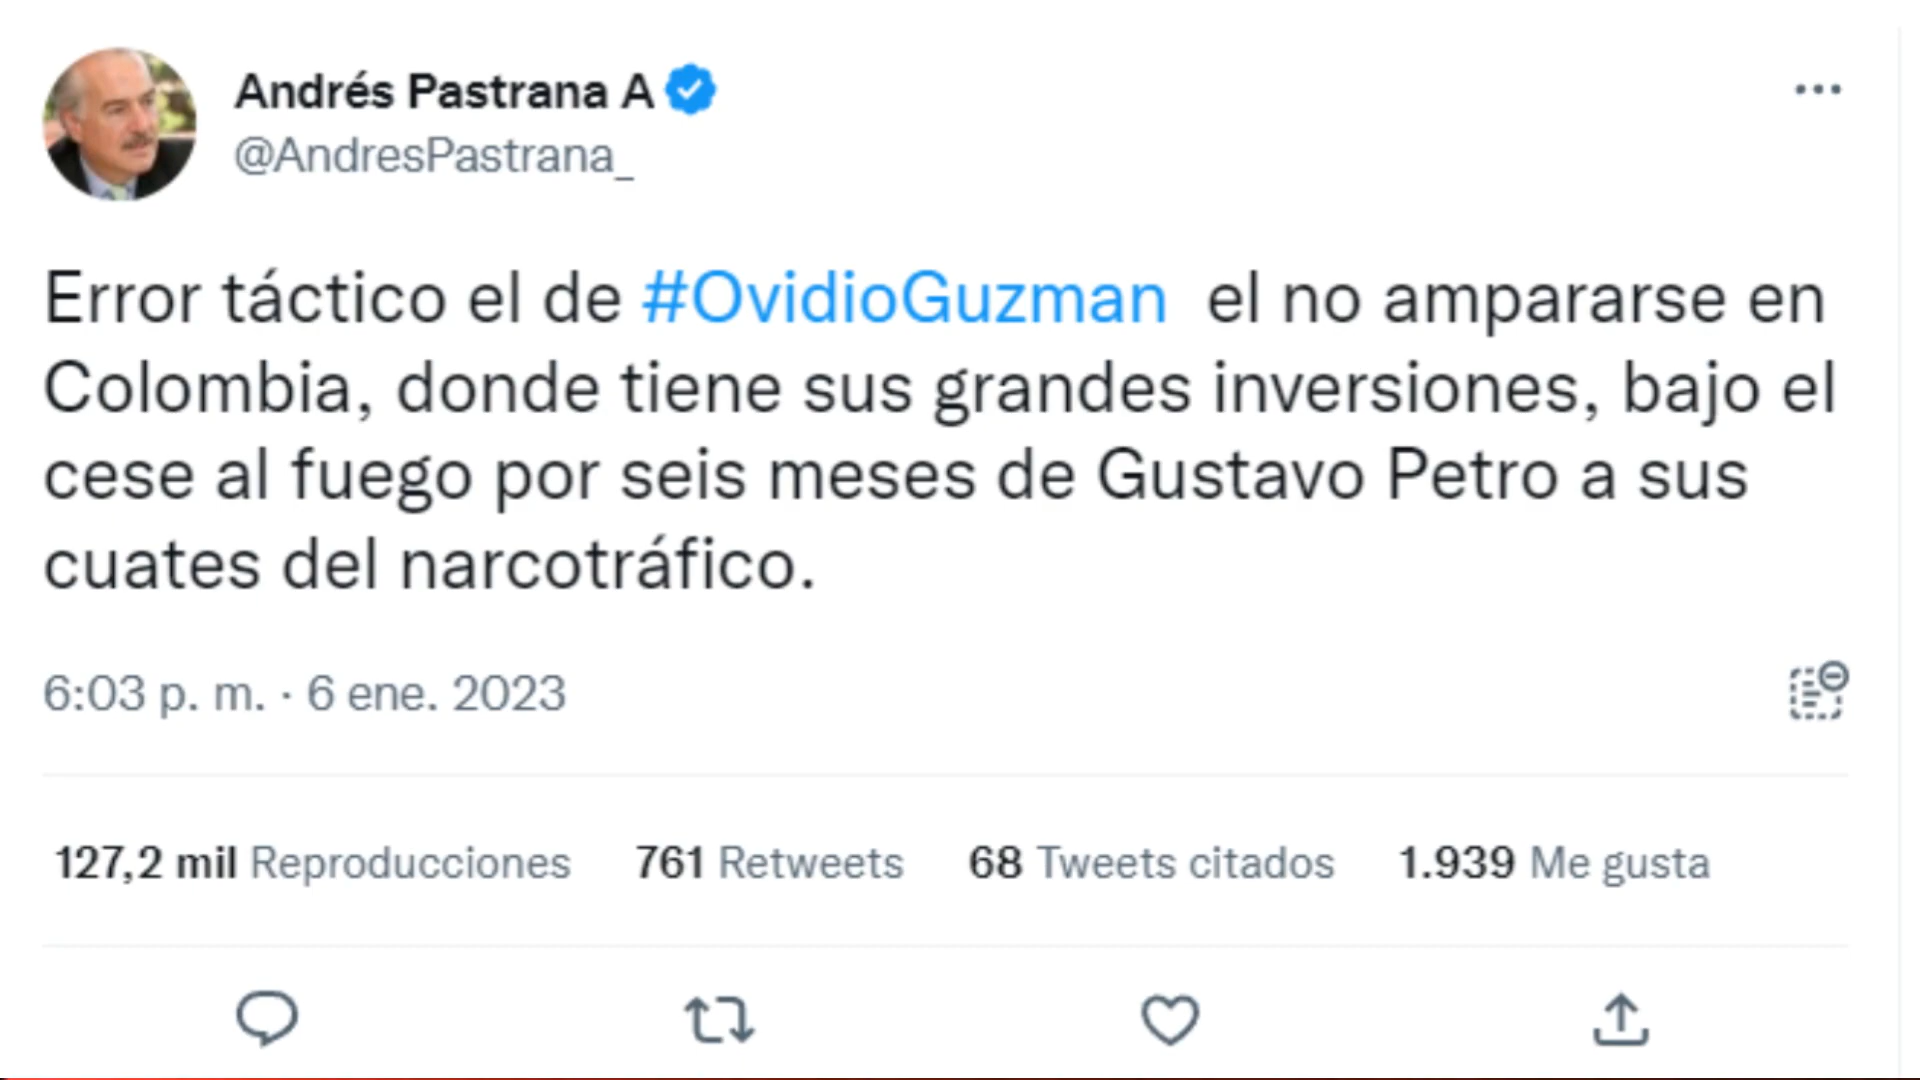 Andrés Pastrana A
@AndresPastrana_
Error táctico el de #OvidioGuzman  el no ampararse en
Colombia, donde tiene sus grandes inversiones, bajo el
cese al fuego por seis meses de Gustavo Petro a sus
cuates del narcotráfico.
6:03 p. m. · 6 ene. 2023
127,2 mil Reproducciones 761 Retweets 68 Tweets citados 1.939 Me gusta